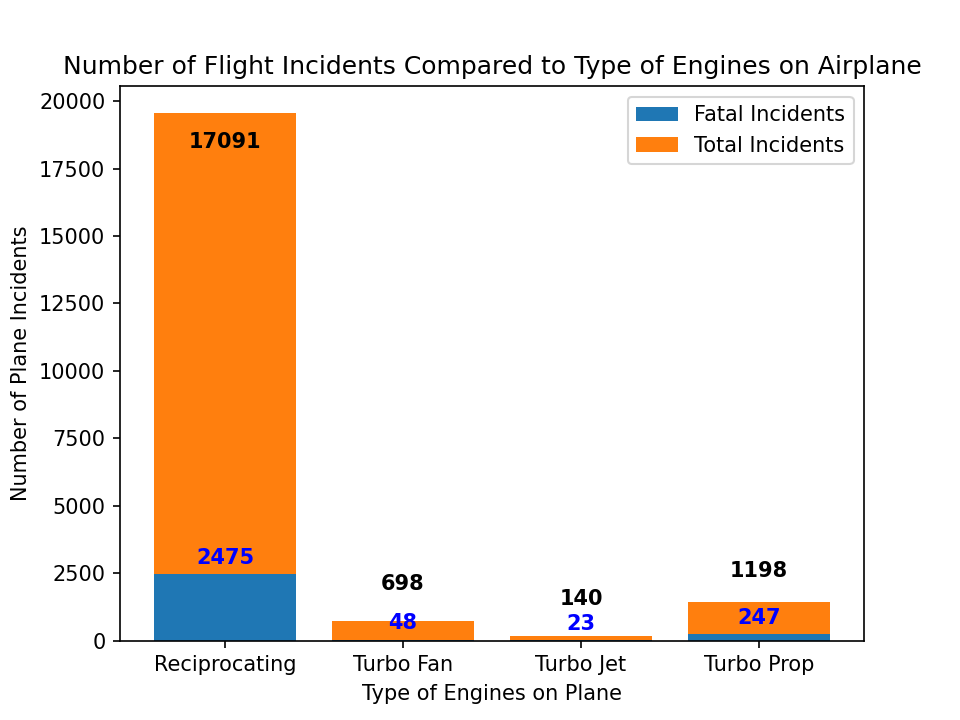 Number of Flight Incidents Compared to Type of Engines on Airplane
Fatal Incidents
Total Incidents
Number of Plane Incidents
20000
17500
15000
12500
10000
7500
5000
2500
0
17091
2475
698
48
140
23
1198
247
Reciprocating
Turbo Fan
Turbo Jet
Turbo Prop
Type of Engines on Plane